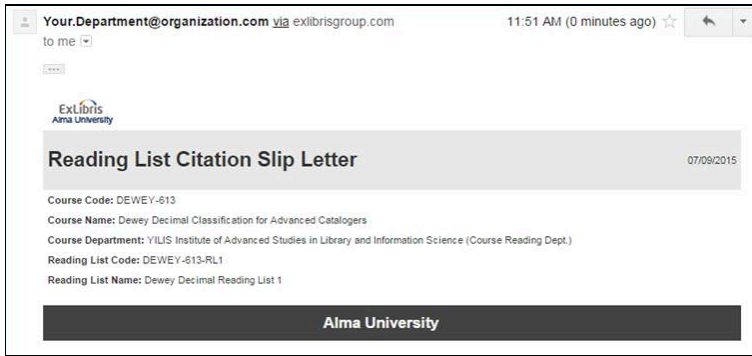 Your.Department@organization.com via exlibrisgroup.com 11:51 AM (0 minutes ago)
to me
ExLibris
Alma University
Reading List Citation Slip Letter 07/09/2015
Course Code: DEWEY-613
Course Name: Dewey Decimal Classification for Advanced Catalogers
Course Department: YILIS Institute of Advanced Studies in Library and Information Science (Course Reading Dept.)
Reading List Code: DEWEY-613-RL1
Reading List Name: Dewey Decimal Reading List 1
Alma University